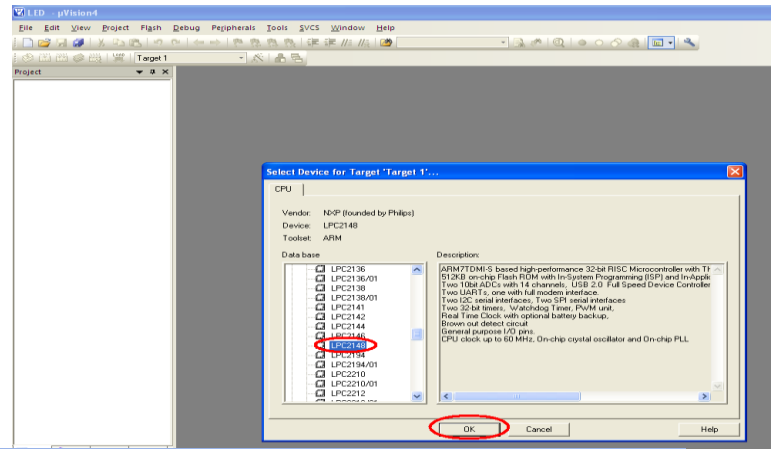 LED - µVision4
File Edit View Project Flash Debug Peripherals Tools SVCS Window Help
Target 1
Project
Select Device for Target 'Target 1'...
CPU
Vendor: NXP (founded by Philips)
Device: LPC2148
Toolset: ARM
Data base
Description:
LPC2136
LPC2136/01
LPC2138
LPC2138/01
LPC2141
LPC2142
LPC2144
LPC2146
LPC2148
LPC2194
LPC2194/01
LPC2210
LPC2210/01
LPC2212
ARM7TDMI-S based high-performance 32-bit RISC Microcontroller with Th
512KB on-chip Flash ROM with In-System Programming (ISP) and In-Applic
Two 10bit ADCs with 14 channels, USB 2.0 Full Speed Device Controller
Two UARTs, one with full modem interface.
Two I2C serial interfaces, Two SPI serial interfaces
Two 32-bit timers, Watchdog Timer, PWM unit,
Real Time Clock with optional battery backup,
Brown out detect circuit
General purpose I/O pins.
CPU clock up to 60 MHz, On-chip crystal oscillator and On-chip PLL
OK Cancel Help